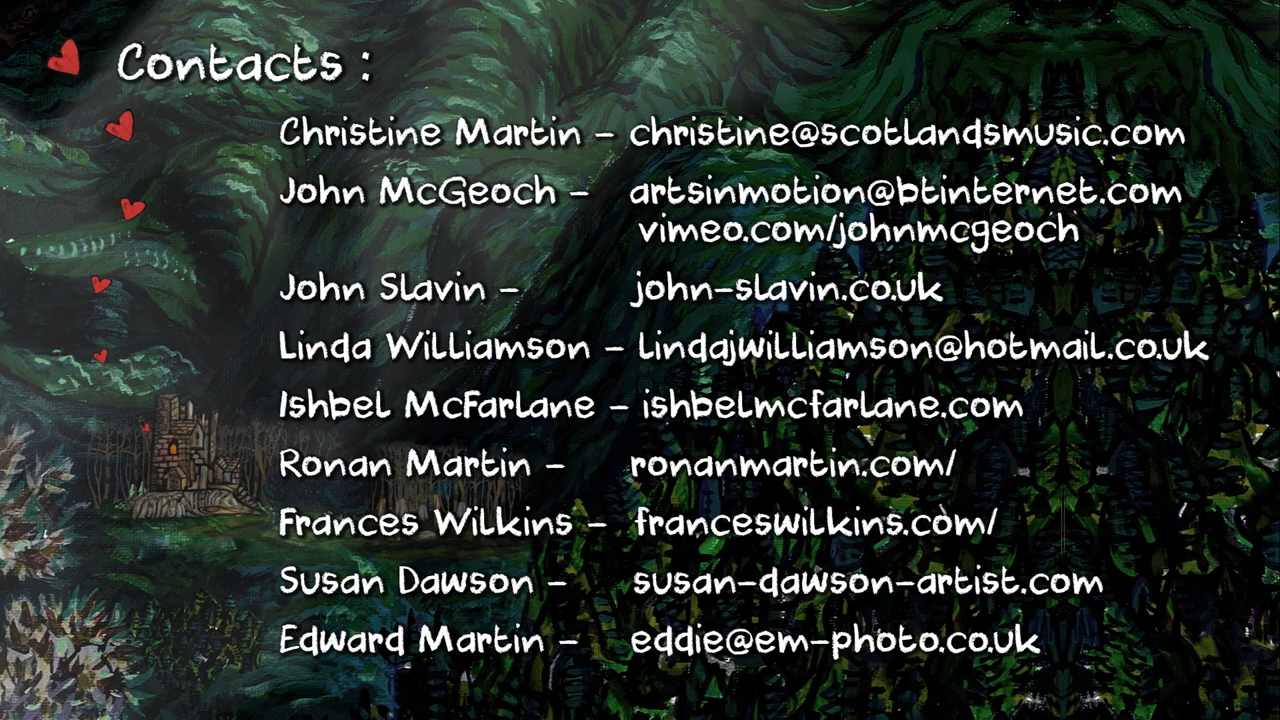 Contacts :
Christine Martin – christine@scotlandsmusic.com
John McGeoch – artsinmotion@btinternet.com
vimeo.com/johnmcgeoch
John Slavin – john-slavin.co.uk
Linda Williamson – lindajwilliamson@hotmail.co.uk
Ishbel McFarlane – ishbelmcfarlane.com
Ronan Martin – ronanmartin.com/
Frances Wilkins – franceswilkins.com/
Susan Dawson – susan-dawson-artist.com
Edward Martin – eddie@em-photo.co.uk